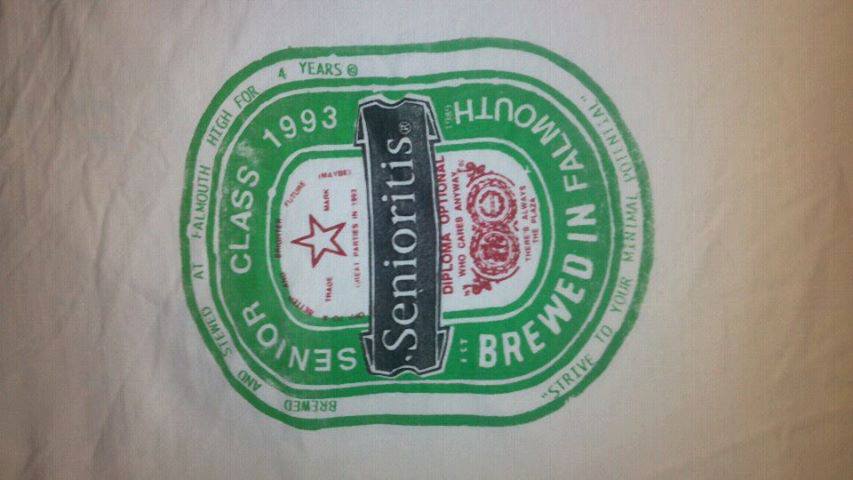 BREWED AND STEWED AT FALMOUTH HIGH FOR 4 YEARS ©
SENIOR CLASS 1993
BRIGHTER FUTURE (MAYBE)
TRADE MARK
GREAT PARTIES IN 1993
Senioritis®
DIPLOMA OPTIONAL
WHO CARES ANYWAY
THERE'S ALWAYS
THE PLAZA
BREWED IN FALMOUTH
"STRIVE TO YOUR MINIMAL POTENTIAL"